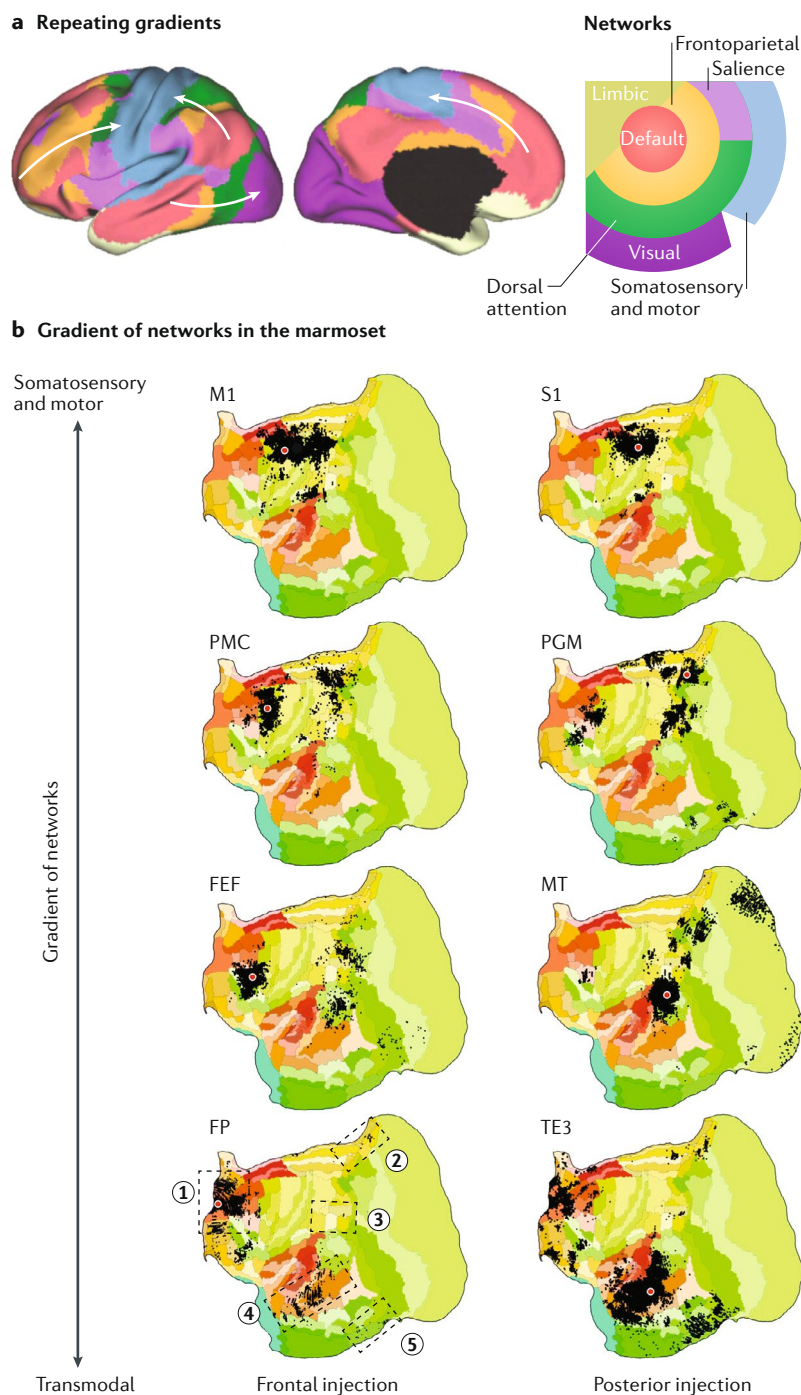 a Repeating gradients
Networks
Frontoparietal
Salience
Limbic
Default
Visual
Dorsal
attention
Somatosensory
and motor
b Gradient of networks in the marmoset
Somatosensory
and motor
M1
S1
PMC
PGM
Gradient of networks
FEF
MT
FP
TE3
1
2
3
4
5
Transmodal
Frontal injection
Posterior injection